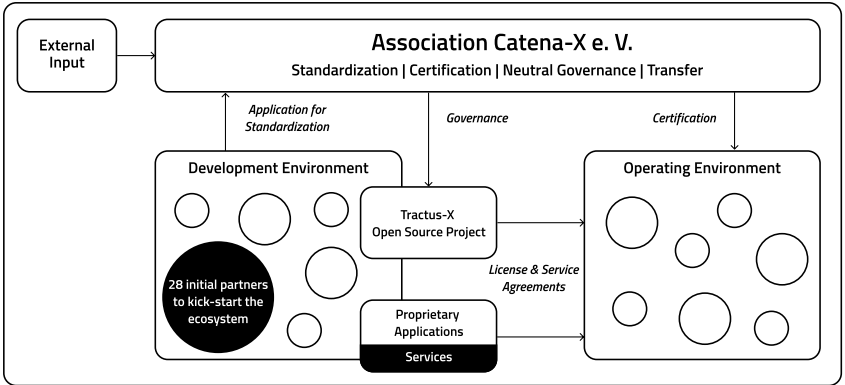 External
Input
Association Catena-X e. V.
Standardization | Certification | Neutral Governance | Transfer
Application for
Standardization
Governance
Certification
Development Environment
Operating Environment
Tractus-X
Open Source Project
28 initial partners
to kick-start the
ecosystem
License & Service
Agreements
Proprietary
Applications
Services